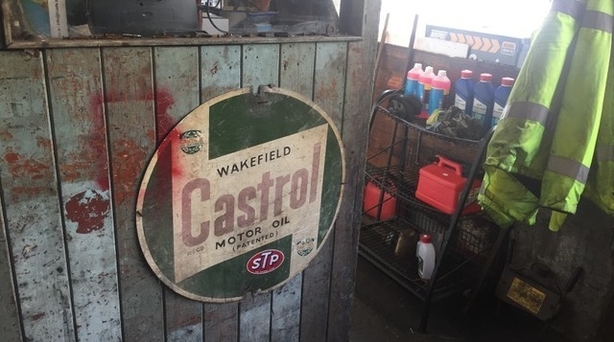 WAKEFIELD
Castrol
MOTOR OIL
(PATENTED)
STP